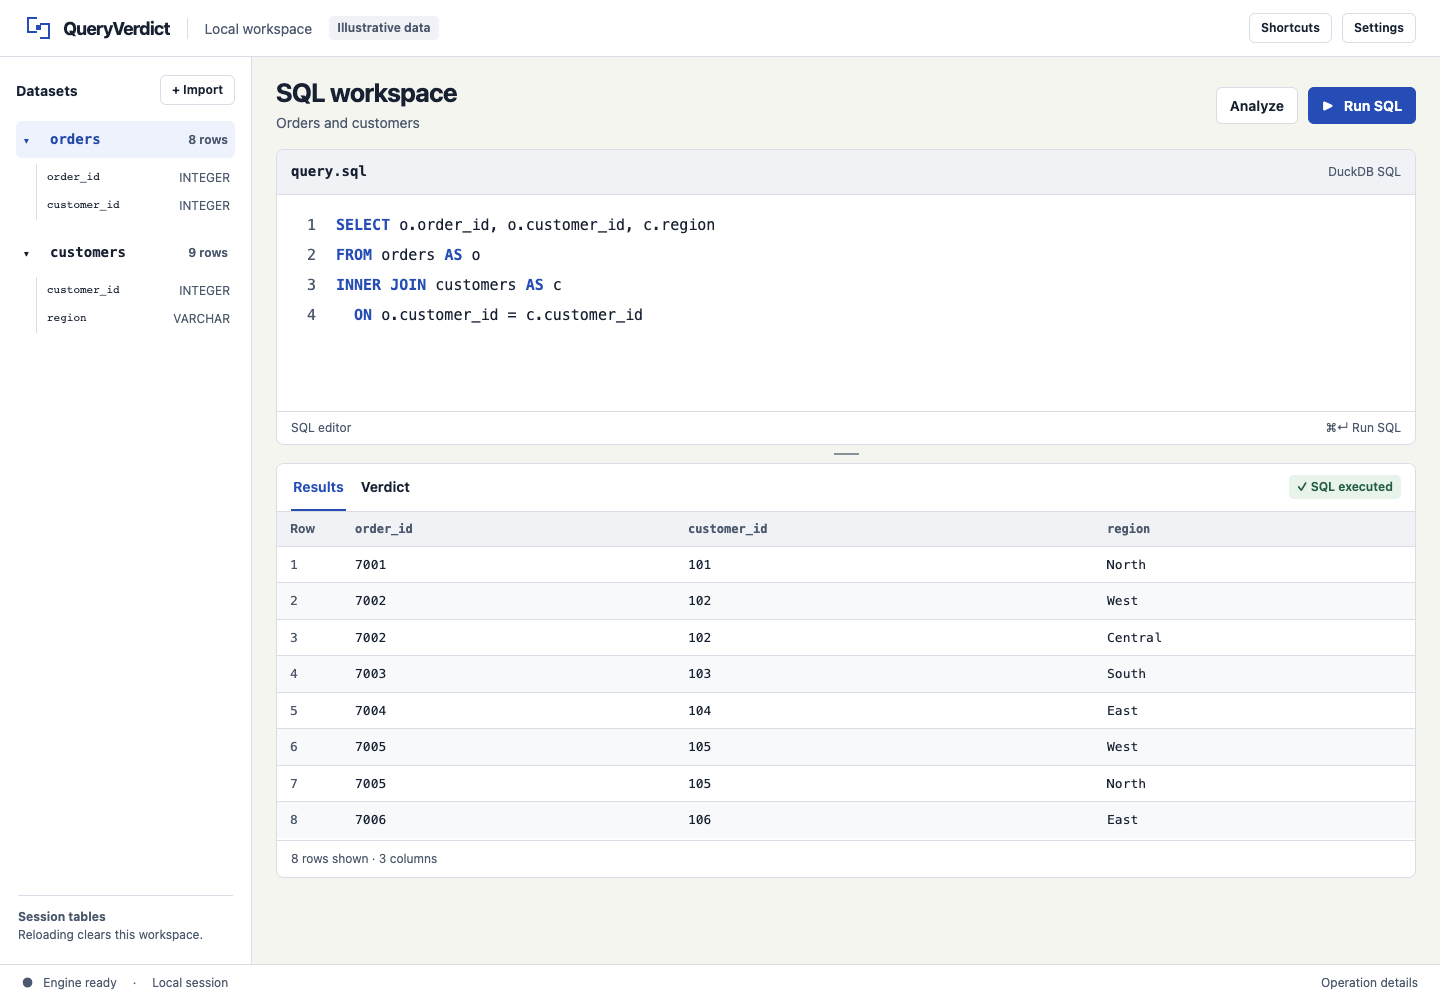 QueryVerdict
Local workspace
Illustrative data
Shortcuts
Settings
Datasets
+ Import
orders 8 rows
order_id INTEGER
customer_id INTEGER
customers 9 rows
customer_id INTEGER
region VARCHAR
Session tables
Reloading clears this workspace.
SQL workspace
Orders and customers
Analyze
Run SQL
query.sql
DuckDB SQL
1 SELECT o.order_id, o.customer_id, c.region
2 FROM orders AS o
3 INNER JOIN customers AS c
4 ON o.customer_id = c.customer_id
SQL editor
⌘↵ Run SQL
Results
Verdict
✓ SQL executed
Row order_id customer_id region
1 7001 101 North
2 7002 102 West
3 7002 102 Central
4 7003 103 South
5 7004 104 East
6 7005 105 West
7 7005 105 North
8 7006 106 East
8 rows shown · 3 columns
Engine ready · Local session
Operation details